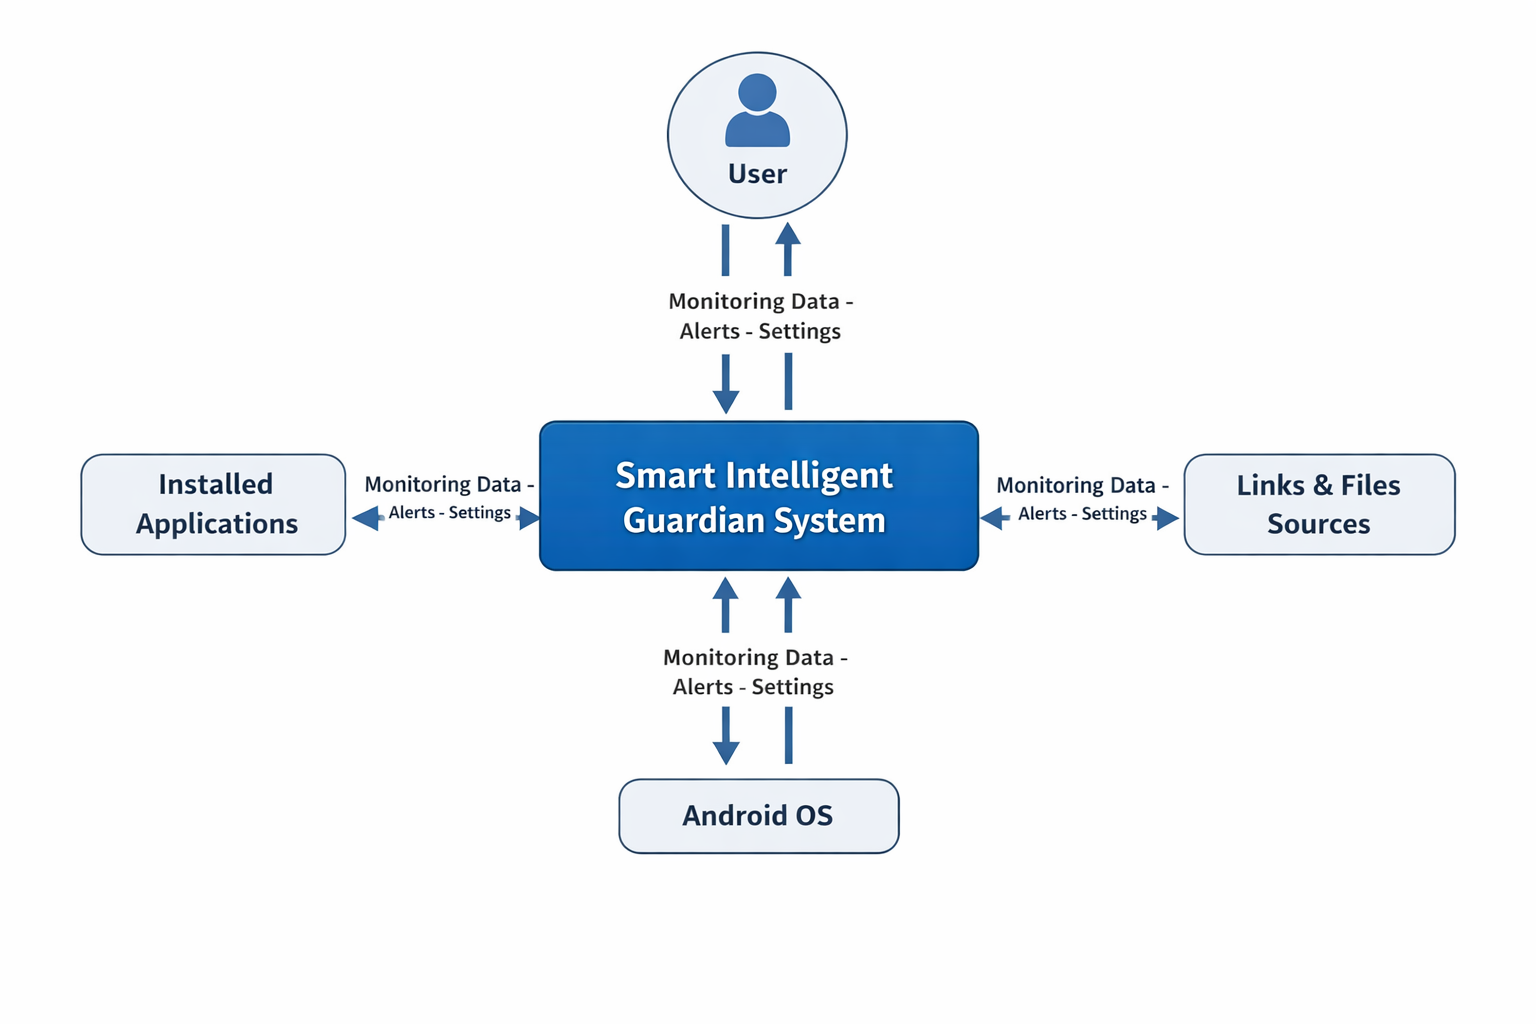 User
Monitoring Data -
Alerts - Settings
Installed
Applications
Monitoring Data -
Alerts - Settings
Smart Intelligent
Guardian System
Monitoring Data -
Alerts - Settings
Links & Files
Sources
Monitoring Data -
Alerts - Settings
Android OS